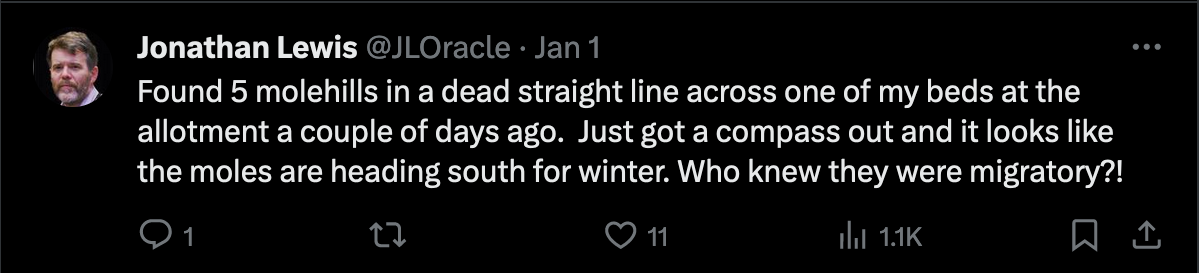 Jonathan Lewis @JLOracle · Jan 1
Found 5 molehills in a dead straight line across one of my beds at the
allotment a couple of days ago.  Just got a compass out and it looks like
the moles are heading south for winter. Who knew they were migratory?!
1 11 1.1K